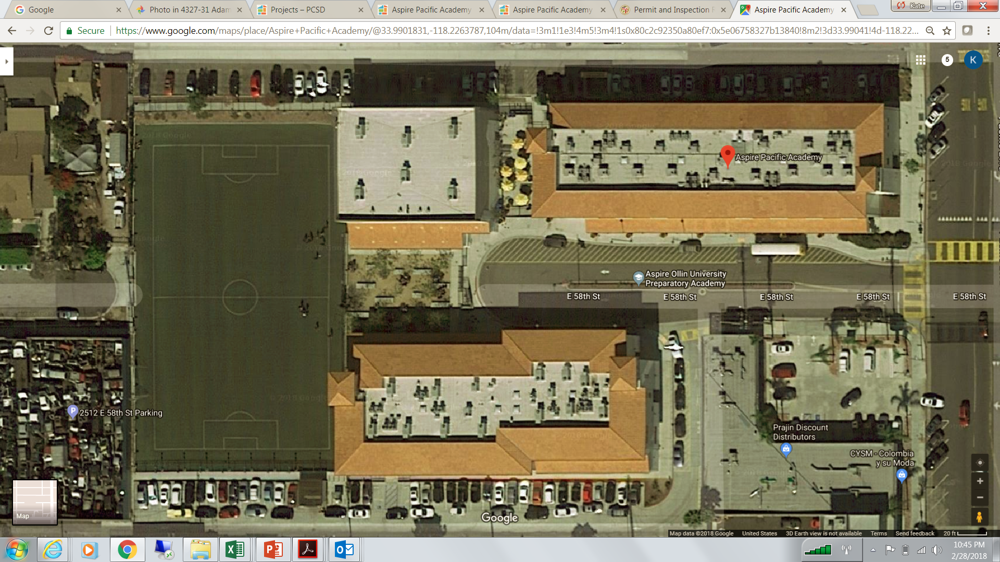 Google
Photo in 4327-31 Adam
Projects – PCSD
Aspire Pacific Academy
Aspire Pacific Academy
Permit and Inspection R
Aspire Pacific Academy
Kate
Secure
https://www.google.com/maps/place/Aspire+Pacific+Academy/@33.9901831,-118.2263787,104m/data=!3m1!1e3!4m5!3m4!1s0x80c2c92350a80ef7:0x5e06758327b13840!8m2!3d33.99041!4d-118.22...
5
K
Aspire Pacific Academy
Aspire Ollin University
Preparatory Academy
E 58th St
E 58th St
E 58th St
E 58th St
E 58th St
P
2512 E 58th St Parking
Prajin Discount
Distributors
CYSM - Colombia
y su Moda
Map
Google
Map data ©2018 Google
United States
3D Earth view is not available
Terms
Send feedback
20 ft
10:45 PM
2/28/2018